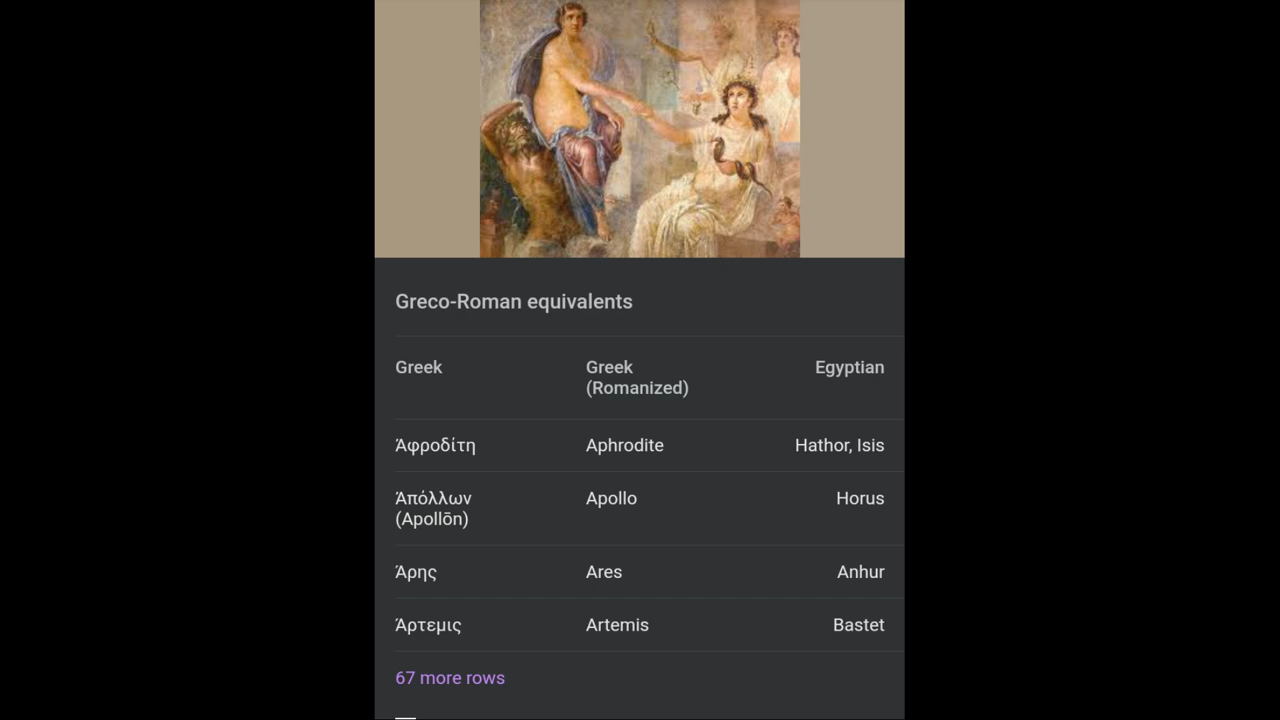 Greco-Roman equivalents
Greek Greek (Romanized) Egyptian
Ἀφροδίτη Aphrodite Hathor, Isis
Ἀπόλλων (Apollōn) Apollo Horus
Ἄρης Ares Anhur
Ἄρτεμις Artemis Bastet
67 more rows